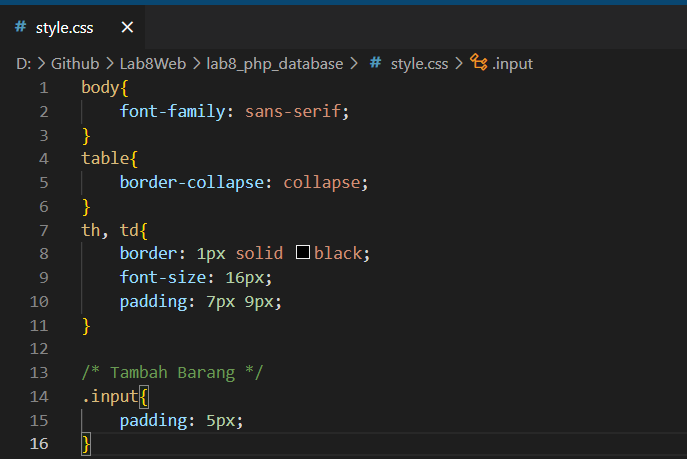 # style.css ×
D: > Github > Lab8Web > lab8_php_database > # style.css > .input
1 body{
2     font-family: sans-serif;
3 }
4 table{
5     border-collapse: collapse;
6 }
7 th, td{
8     border: 1px solid black;
9     font-size: 16px;
10     padding: 7px 9px;
11 }
12
13 /* Tambah Barang */
14 .input{
15     padding: 5px;
16 }